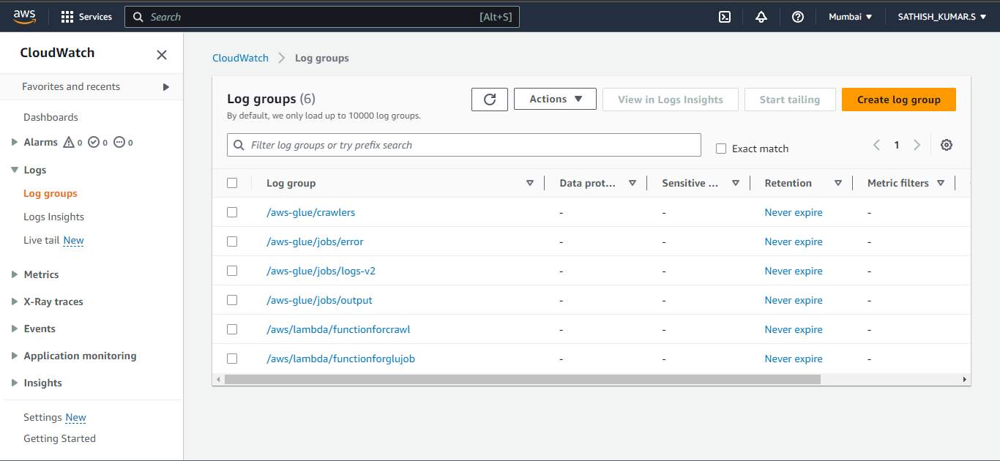 aws Services Search [Alt+S] Mumbai SATHISH_KUMAR.S
CloudWatch
Favorites and recents
Dashboards
Alarms 0 0 0
Logs
Log groups
Logs Insights
Live tail New
Metrics
X-Ray traces
Events
Application monitoring
Insights
Settings New
Getting Started
CloudWatch Log groups
Log groups (6)
By default, we only load up to 10000 log groups.
Actions View in Logs Insights Start tailing Create log group
Filter log groups or try prefix search Exact match 1
Log group Data prot... Sensitive ... Retention Metric filters
/aws-glue/crawlers - - Never expire -
/aws-glue/jobs/error - - Never expire -
/aws-glue/jobs/logs-v2 - - Never expire -
/aws-glue/jobs/output - - Never expire -
/aws/lambda/functionforcrawl - - Never expire -
/aws/lambda/functionforglujob - - Never expire -